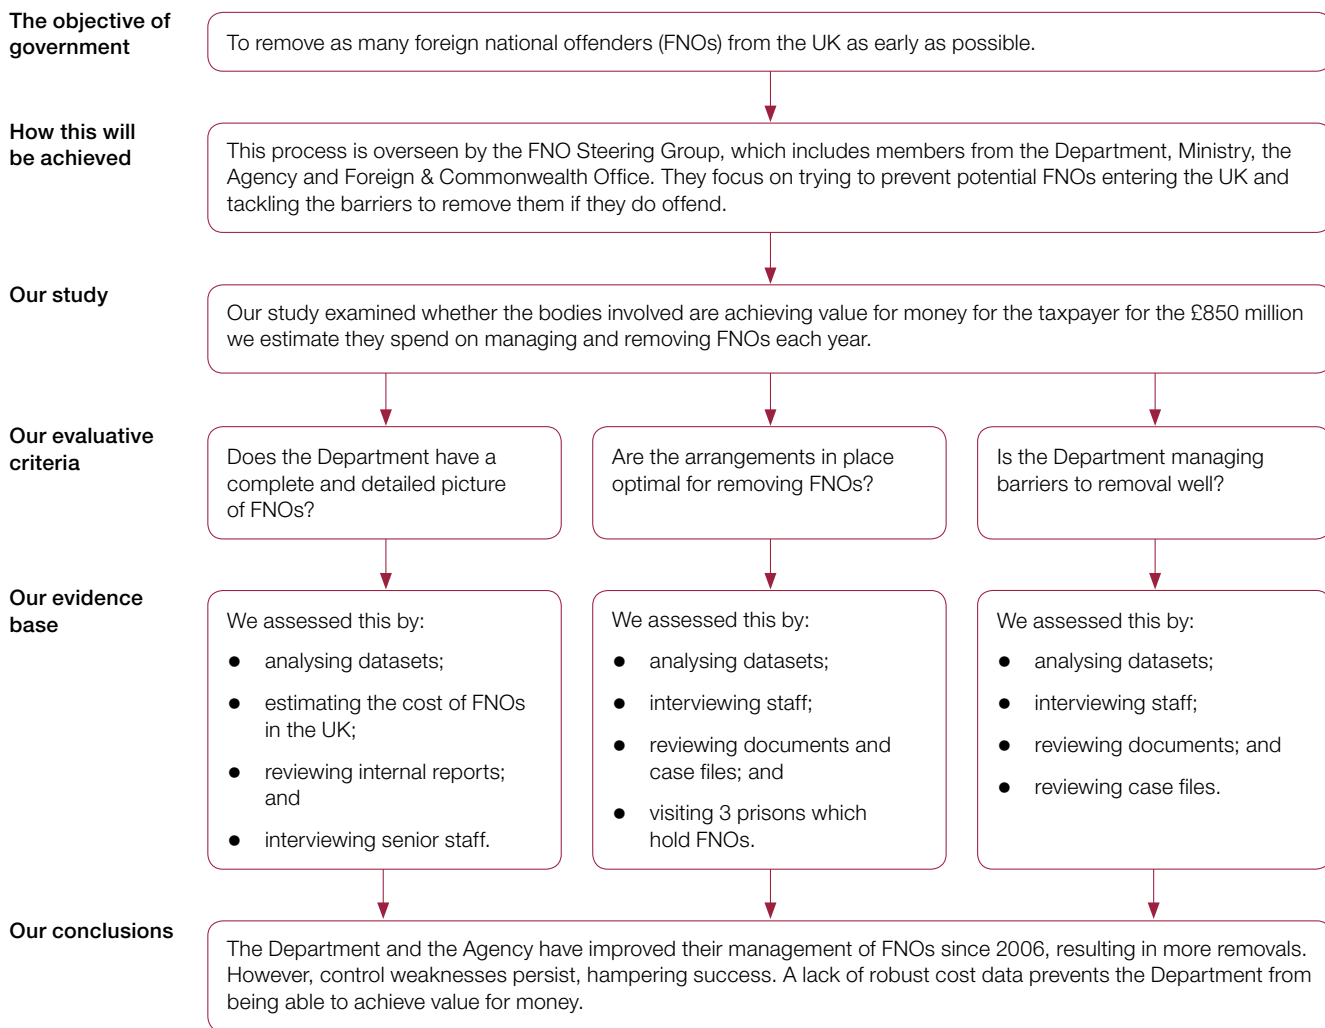 The objective of
government
To remove as many foreign national offenders (FNOs) from the UK as early as possible.
How this will
be achieved
This process is overseen by the FNO Steering Group, which includes members from the Department, Ministry, the
Agency and Foreign & Commonwealth Office. They focus on trying to prevent potential FNOs entering the UK and
tackling the barriers to remove them if they do offend.
Our study
Our study examined whether the bodies involved are achieving value for money for the taxpayer for the £850 million
we estimate they spend on managing and removing FNOs each year.
Our evaluative
criteria
Does the Department have a
complete and detailed picture
of FNOs?
Are the arrangements in place
optimal for removing FNOs?
Is the Department managing
barriers to removal well?
Our evidence
base
We assessed this by:
● analysing datasets;
● estimating the cost of FNOs
in the UK;
● reviewing internal reports;
and
● interviewing senior staff.
We assessed this by:
● analysing datasets;
● interviewing staff;
● reviewing documents and
case files; and
● visiting 3 prisons which
hold FNOs.
We assessed this by:
● analysing datasets;
● interviewing staff;
● reviewing documents; and
● reviewing case files.
Our conclusions
The Department and the Agency have improved their management of FNOs since 2006, resulting in more removals.
However, control weaknesses persist, hampering success. A lack of robust cost data prevents the Department from
being able to achieve value for money.